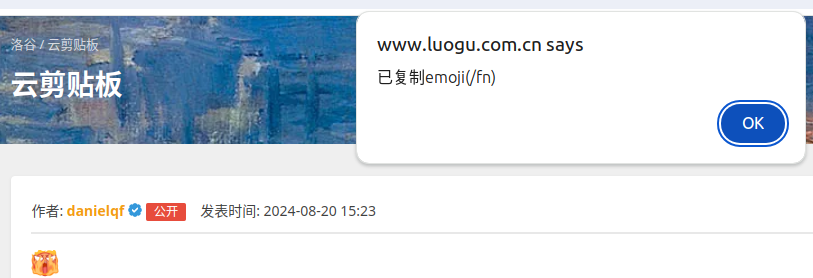 洛谷 / 云剪贴板
云剪贴板
www.luogu.com.cn says
已复制emoji(/fn)
OK
作者: danielqf 公开 发表时间: 2024-08-20 15:23